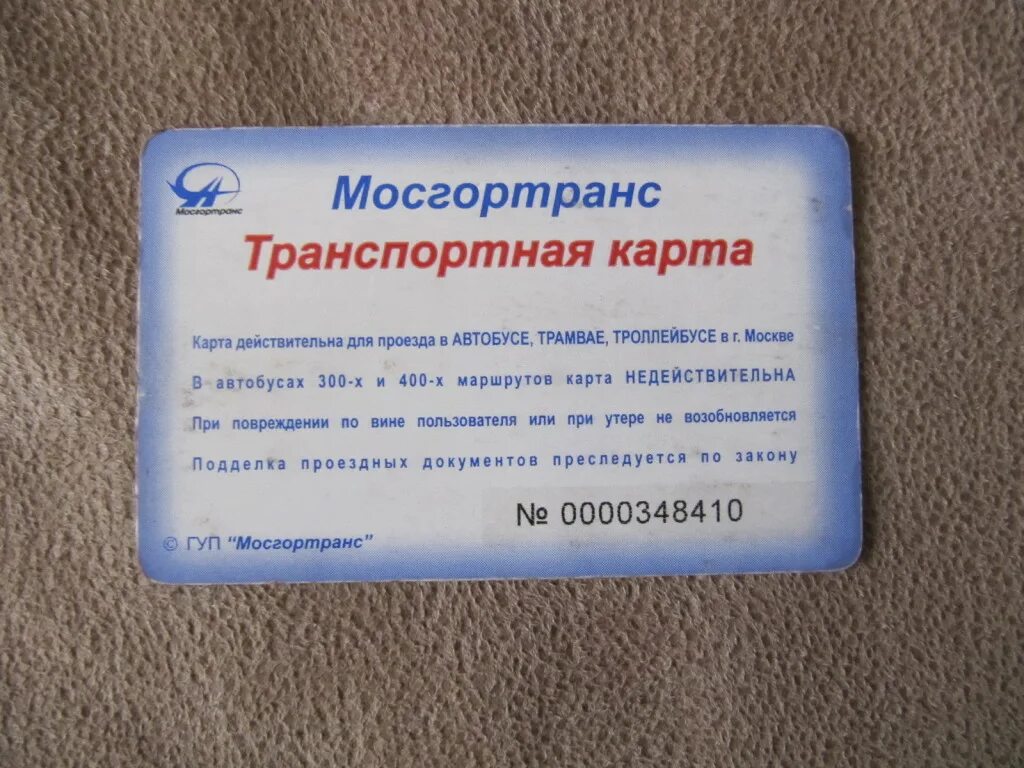 Мосгортранс
Мосгортранс
Транспортная карта
Карта действительна для проезда в АВТОБУСЕ, ТРАМВАЕ, ТРОЛЛЕЙБУСЕ в г. Москве
В автобусах 300-х и 400-х маршрутов карта НЕДЕЙСТВИТЕЛЬНА
При повреждении по вине пользователя или при утере не возобновляется
Подделка проездных документов преследуется по закону
№ 0000348410
© ГУП "Мосгортранс"